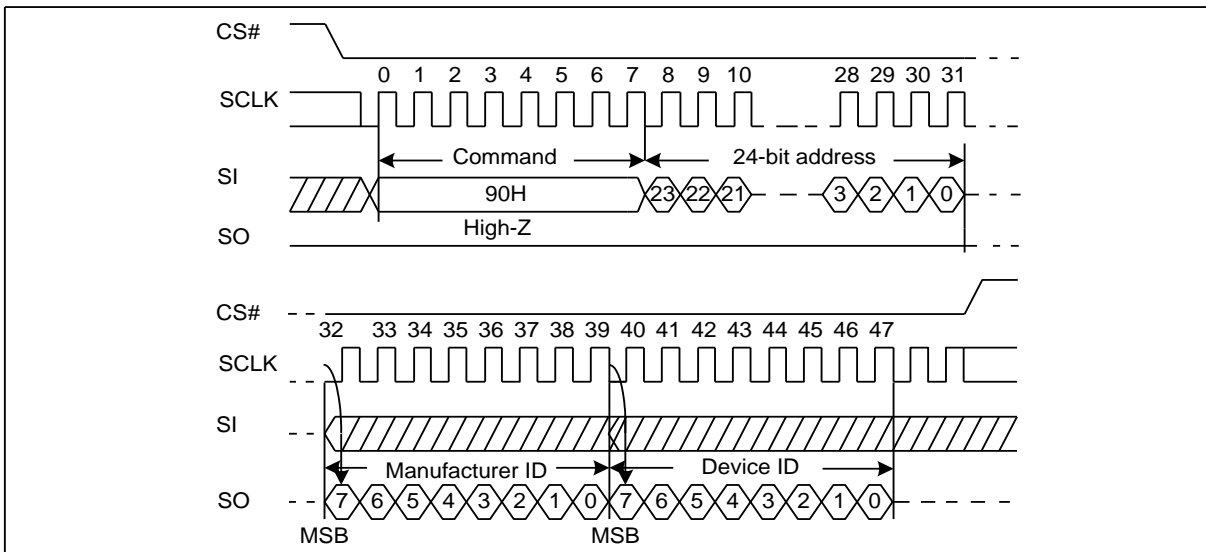 CS#
0 1 2 3 4 5 6 7 8 9 10 28 29 30 31
SCLK
Command 24-bit address
SI
90H 23 22 21 3 2 1 0
High-Z
SO
CS#
32 33 34 35 36 37 38 39 40 41 42 43 44 45 46 47
SCLK
SI
Manufacturer ID Device ID
SO 7 6 5 4 3 2 1 0 7 6 5 4 3 2 1 0
MSB MSB